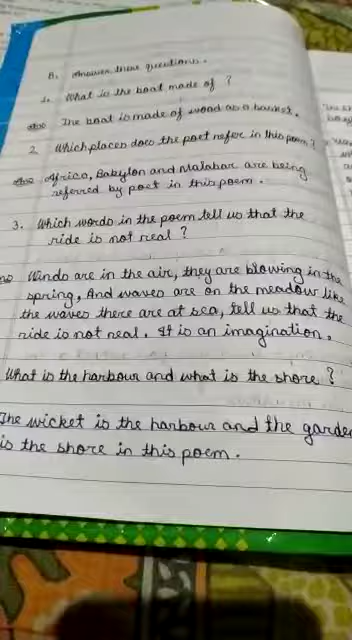 B. Answer these questions.
1. What is the boat made of ?
Ans The boat is made of wood as a basket.
2. Which places does the poet refer in this poem ?
Ans Africa, Babylon and Malabar are being
referred by poet in this poem.
3. Which words in the poem tell us that the
ride is not real ?
Winds are in the air, they are blowing in the
spring, And waves are on the meadow like
the waves there are at sea, tell us that the
ride is not real. It is an imagination.
What is the harbour and what is the shore ?
The wicket is the harbour and the garden
is the shore in this poem.